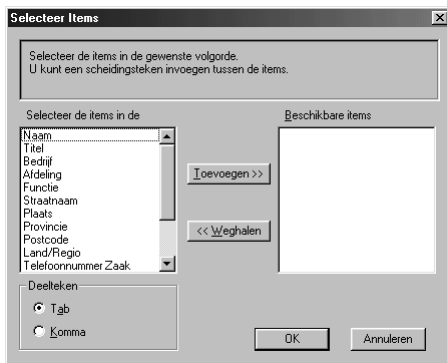 Selecteer Items
Selecteer de items in de gewenste volgorde.
U kunt een scheidingsteken invoegen tussen de items.
Selecteer de items in de
Beschikbare items
Naam
Titel
Bedrijf
Afdeling
Functie
Straatnaam
Plaats
Provincie
Postcode
Land/Regio
Telefoonnummer Zaak
Toevoegen >>
<< Weghalen
Deelteken
Tab
Komma
OK
Annuleren